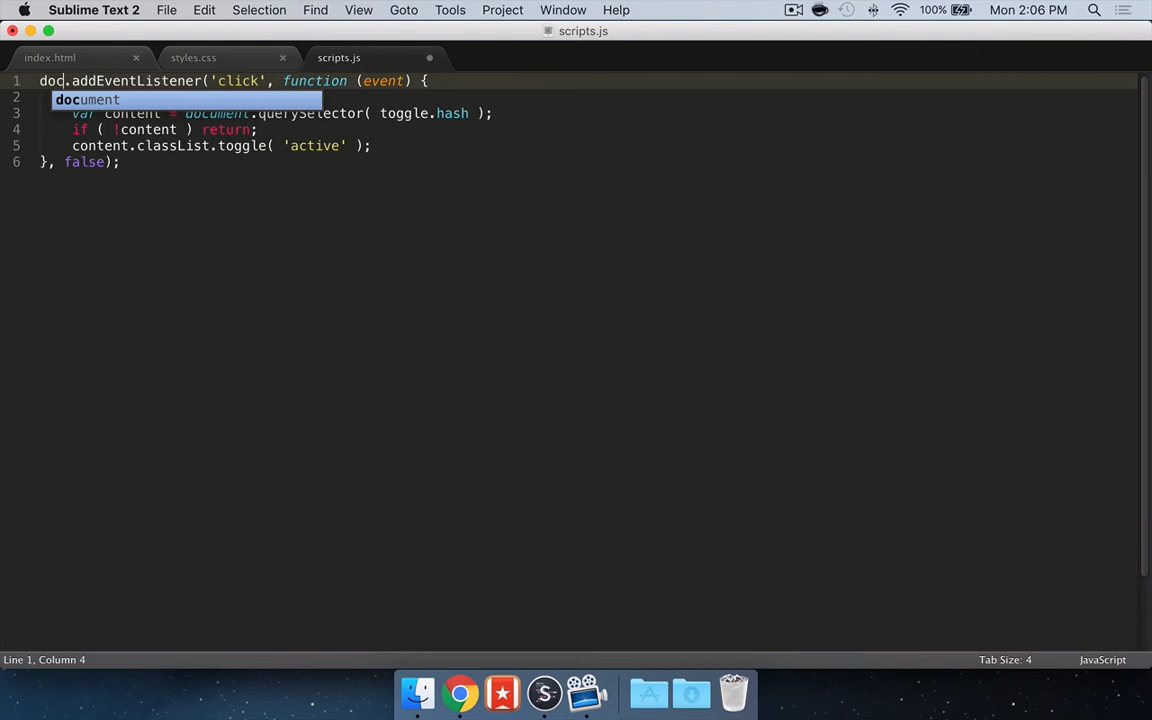 Sublime Text 2 File Edit Selection Find View Goto Tools Project Window Help 100% Mon 2:06 PM
scripts.js
index.html styles.css scripts.js
1 doc.addEventListener('click', function (event) {
document
2
3 var content = document.querySelector( toggle.hash );
4 if ( !content ) return;
5 content.classList.toggle( 'active' );
6 }, false);
Line 1, Column 4 Tab Size: 4 JavaScript